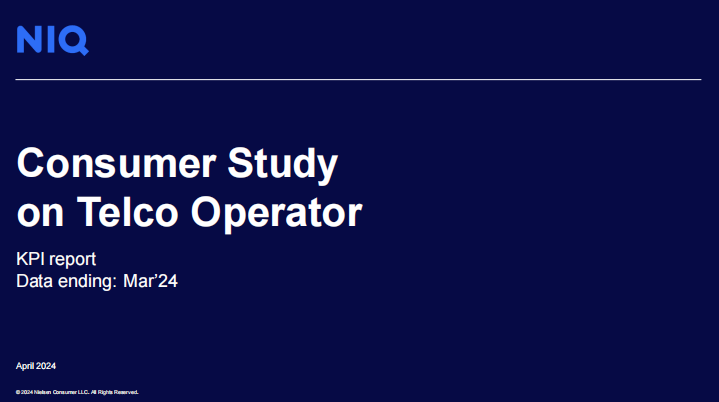 NIQ
Consumer Study
on Telco Operator
KPI report
Data ending: Mar’24
April 2024
© 2024 Nielsen Consumer LLC. All Rights Reserved.